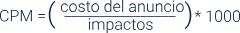 CPM = ( costo del anuncio / impactos ) * 1000